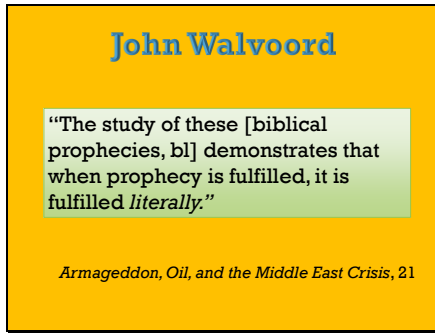 John Walvoord
“The study of these [biblical
prophecies, bl] demonstrates that
when prophecy is fulfilled, it is
fulfilled literally.”
Armageddon, Oil, and the Middle East Crisis, 21